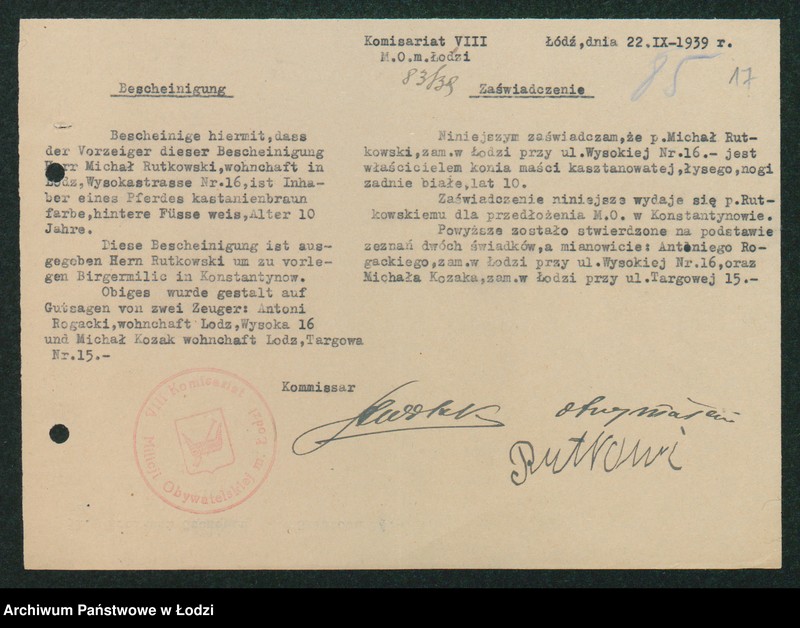 Komisariat VIII
M.O.m.Łodzi
Łódź,dnia 22.IX-1939 r.
83/39
85
17
Bescheinigung
Bescheinige hiermit,dass
der Vorzeiger dieser Bescheinigung
Herr Michał Rutkowski,wohnchaft in
Lodz,Wysokastrasse Nr.16,ist Inha-
ber eines Pferdes kastanienbraun
farbe,hintere Füsse weis,Alter 10
Jahre.
Diese Bescheinigung ist aus-
gegeben Hern Rutkowski um zu vorle-
gen Birgermilic in Konstantynow.
Obiges wurde gestalt auf
Gutsagen von zwei Zeuger: Antoni
Rogacki,wohnchaft Lodz,Wysoka 16
und Michał Kozak wohnchaft Lodz,Targowa
Nr.15.-
Zaświadczenie
Niniejszym zaświadczam,że p.Michał Rut-
kowski,zam.w Łodzi przy ul.Wysokiej Nr.16.- jest
właścicielem konia maści kasztanowatej,łysego,nogi
zadnie białe,lat 10.
Zaświadczenie niniejsze wydaje się p.Rut-
kowskiemu dla przedłożenia M.O. w Konstantynowie.
Powyższe zostało stwierdzone na podstawie
zeznań dwóch świadków,a mianowicie: Antoniego Ro-
gackiego,zam.w Łodzi przy ul.Wysokiej Nr.16,oraz
Michała Kozaka,zam.w Łodzi przy ul.Targowej 15.-
Kommissar
otrzymałem
Rutkowski
VIII Komisariat
Milicji Obywatelskiej m. Łodzi
Archiwum Państwowe w Łodzi